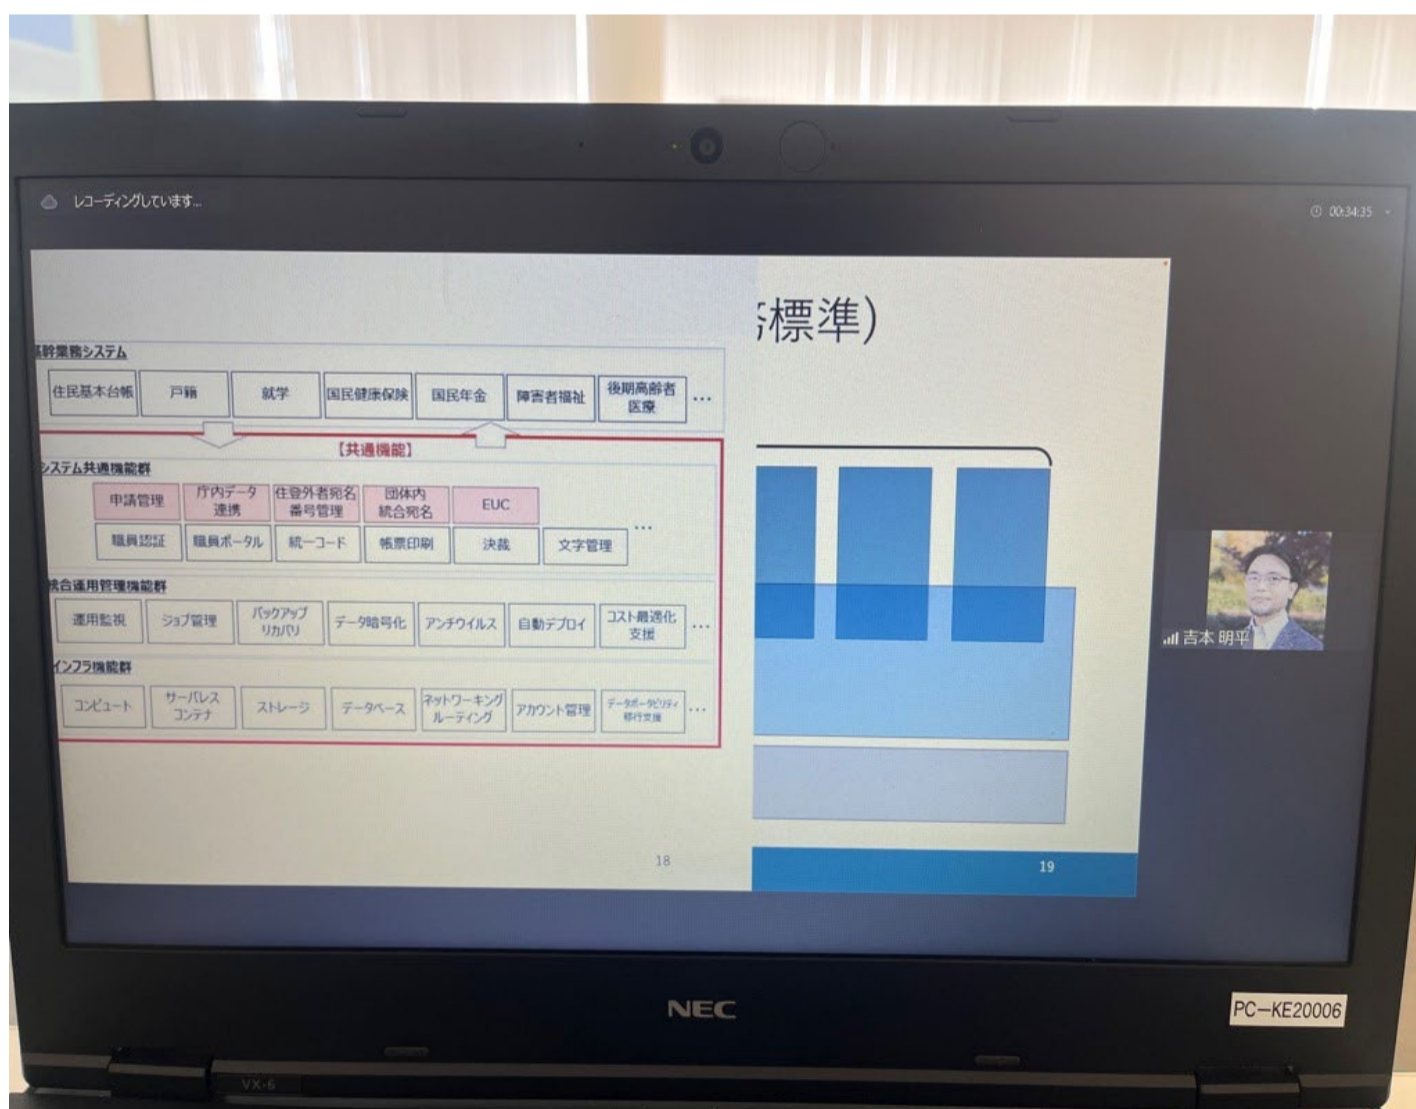 レコーディングしています...
00:34:35
務標準)
基幹業務システム
住民基本台帳
戸籍
就学
国民健康保険
国民年金
障害者福祉
後期高齢者
医療
...
【共通機能】
システム共通機能群
申請管理
庁内データ
連携
住登外者宛名
番号管理
団体内
統合宛名
EUC
...
職員認証
職員ポータル
統一コード
帳票印刷
決裁
文字管理
統合運用管理機能群
運用監視
ジョブ管理
バックアップ
リカバリ
データ暗号化
アンチウイルス
自動デプロイ
コスト最適化
支援
...
インフラ機能群
コンピュート
サーバレス
コンテナ
ストレージ
データベース
ネットワーキング
ルーティング
アカウント管理
データポータビリティ
移行支援
...
18
19
吉本 明平
NEC
PC-KE20006
VX-6